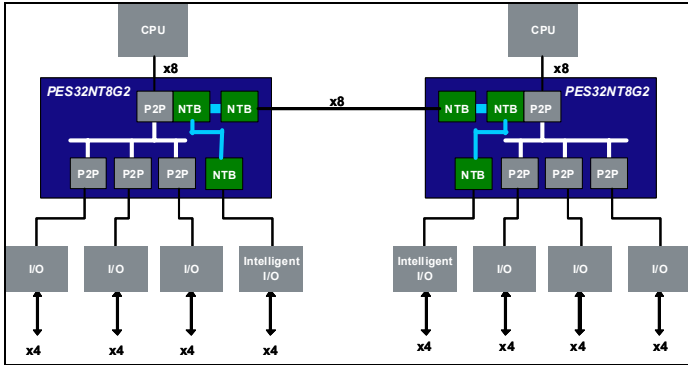 CPU
CPU
x8
x8
PES32NT8G2
PES32NT8G2
P2P
NTB
NTB
x8
NTB
NTB
P2P
P2P
P2P
P2P
NTB
NTB
P2P
P2P
P2P
I/O
I/O
I/O
Intelligent
I/O
Intelligent
I/O
I/O
I/O
I/O
x4
x4
x4
x4
x4
x4
x4
x4